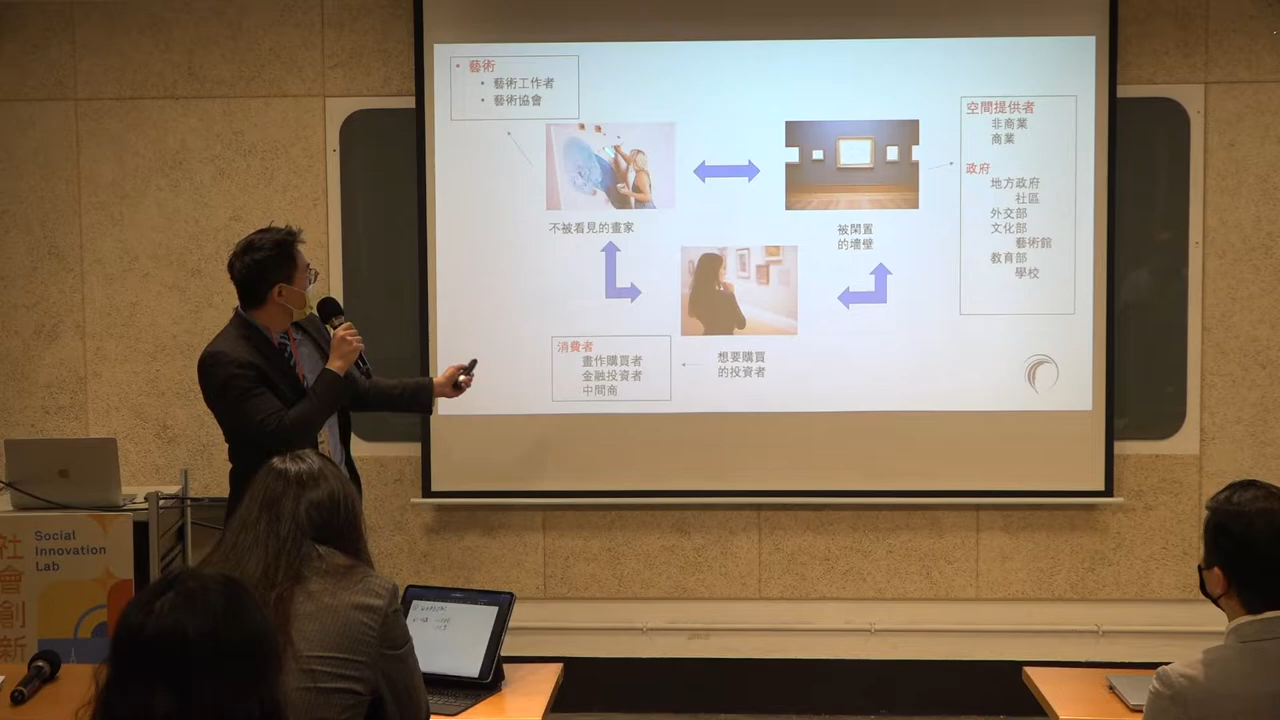 藝術
藝術工作者
藝術協會
空間提供者
非商業
商業
政府
地方政府
社區
外交部
文化部
藝術館
教育部
學校
不被看見的畫家
被閑置
的墻壁
消費者
畫作購買者
金融投資者
中間商
想要購買
的投資者
Social
Innovation
Lab
社會創新